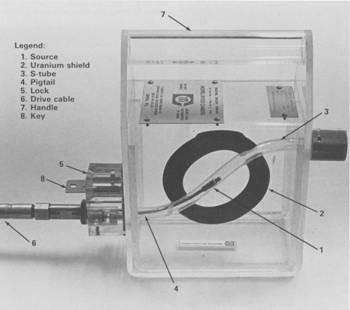 7
Legend:
1. Source
2. Uranium shield
3. S-tube
4. Pigtail
5. Lock
6. Drive cable
7. Handle
8. Key
3
5
8
2
1
6
4